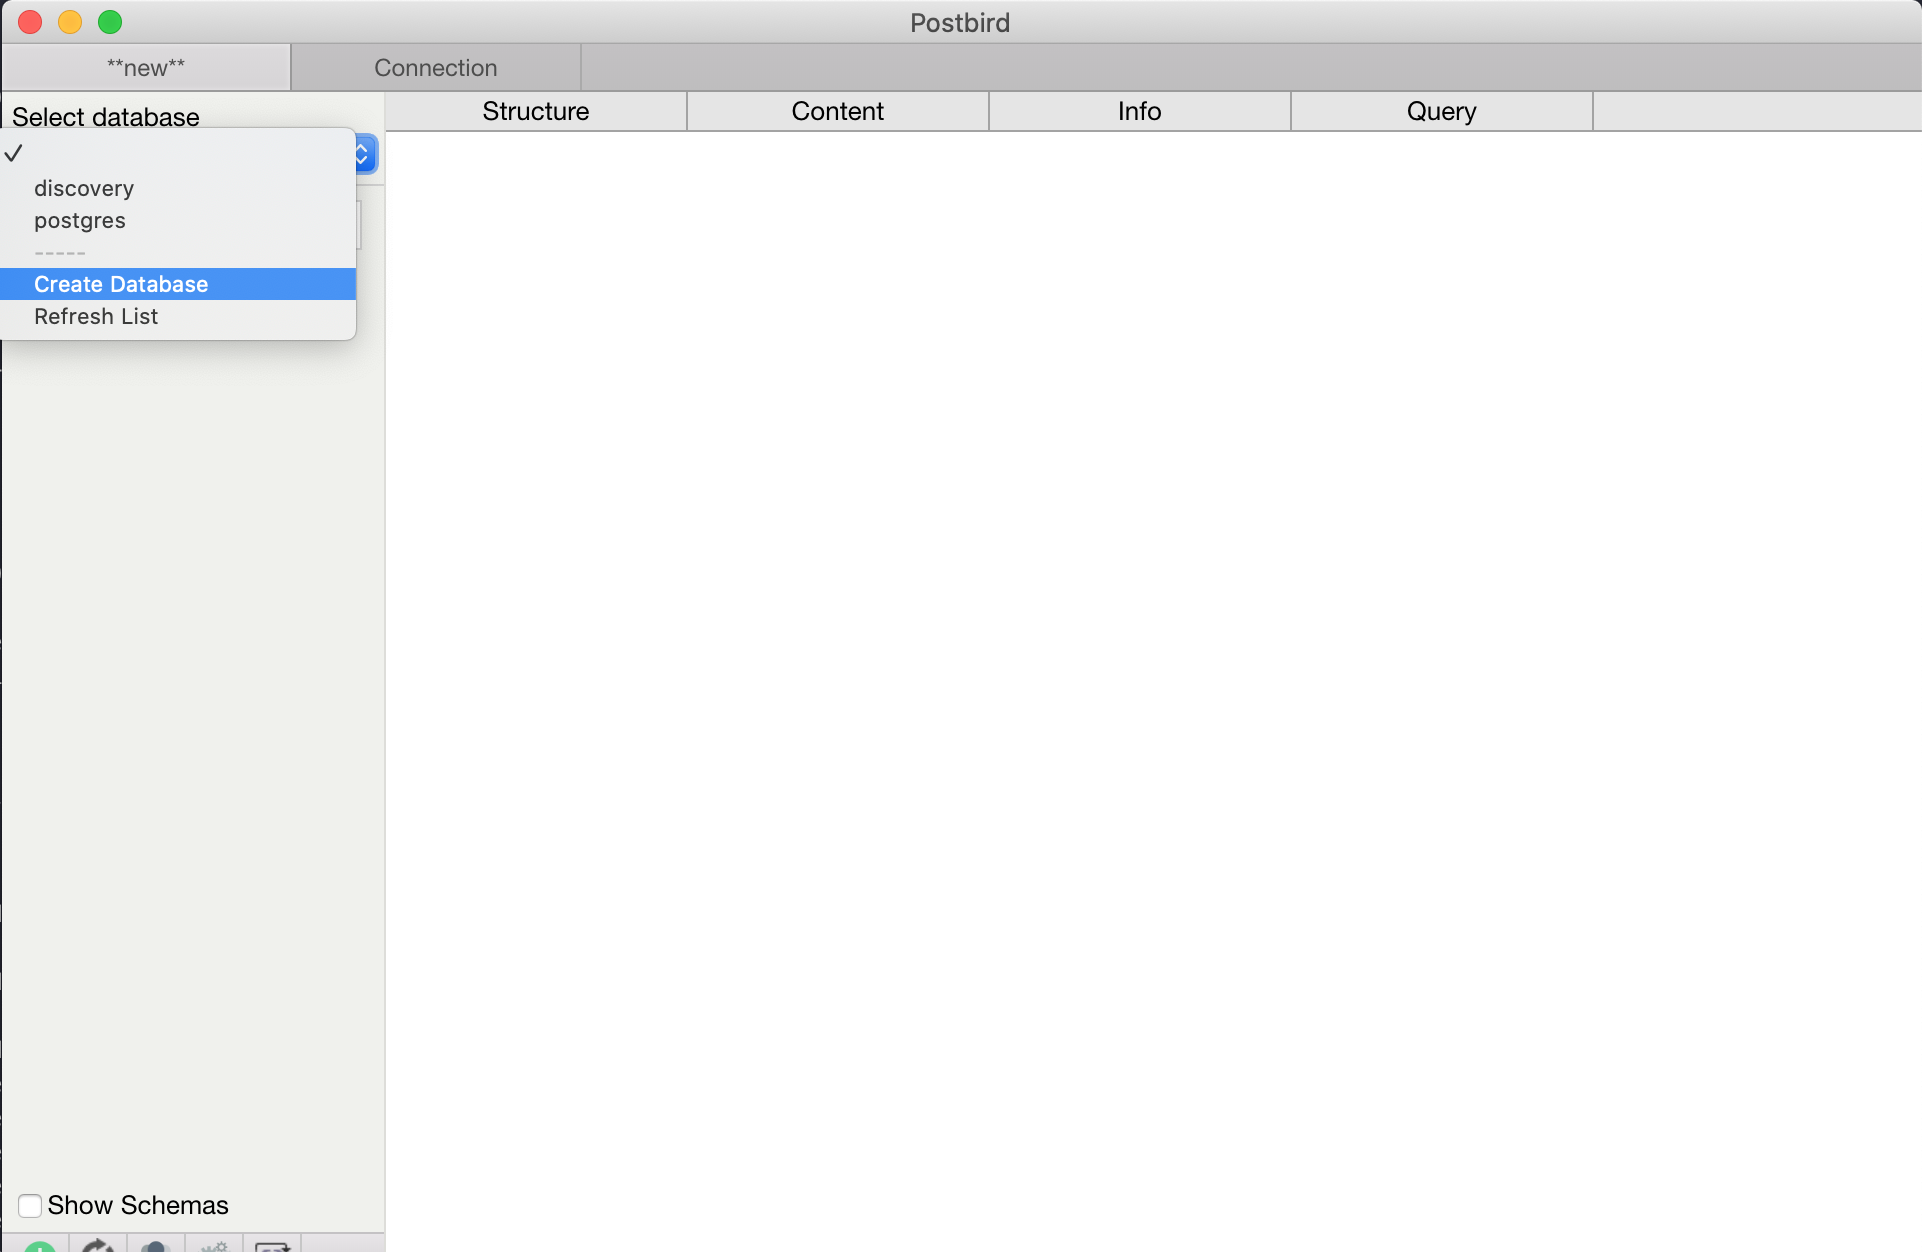 Postbird
**new**
Connection
Select database
Structure
Content
Info
Query
discovery
postgres
-----
Create Database
Refresh List
Show Schemas